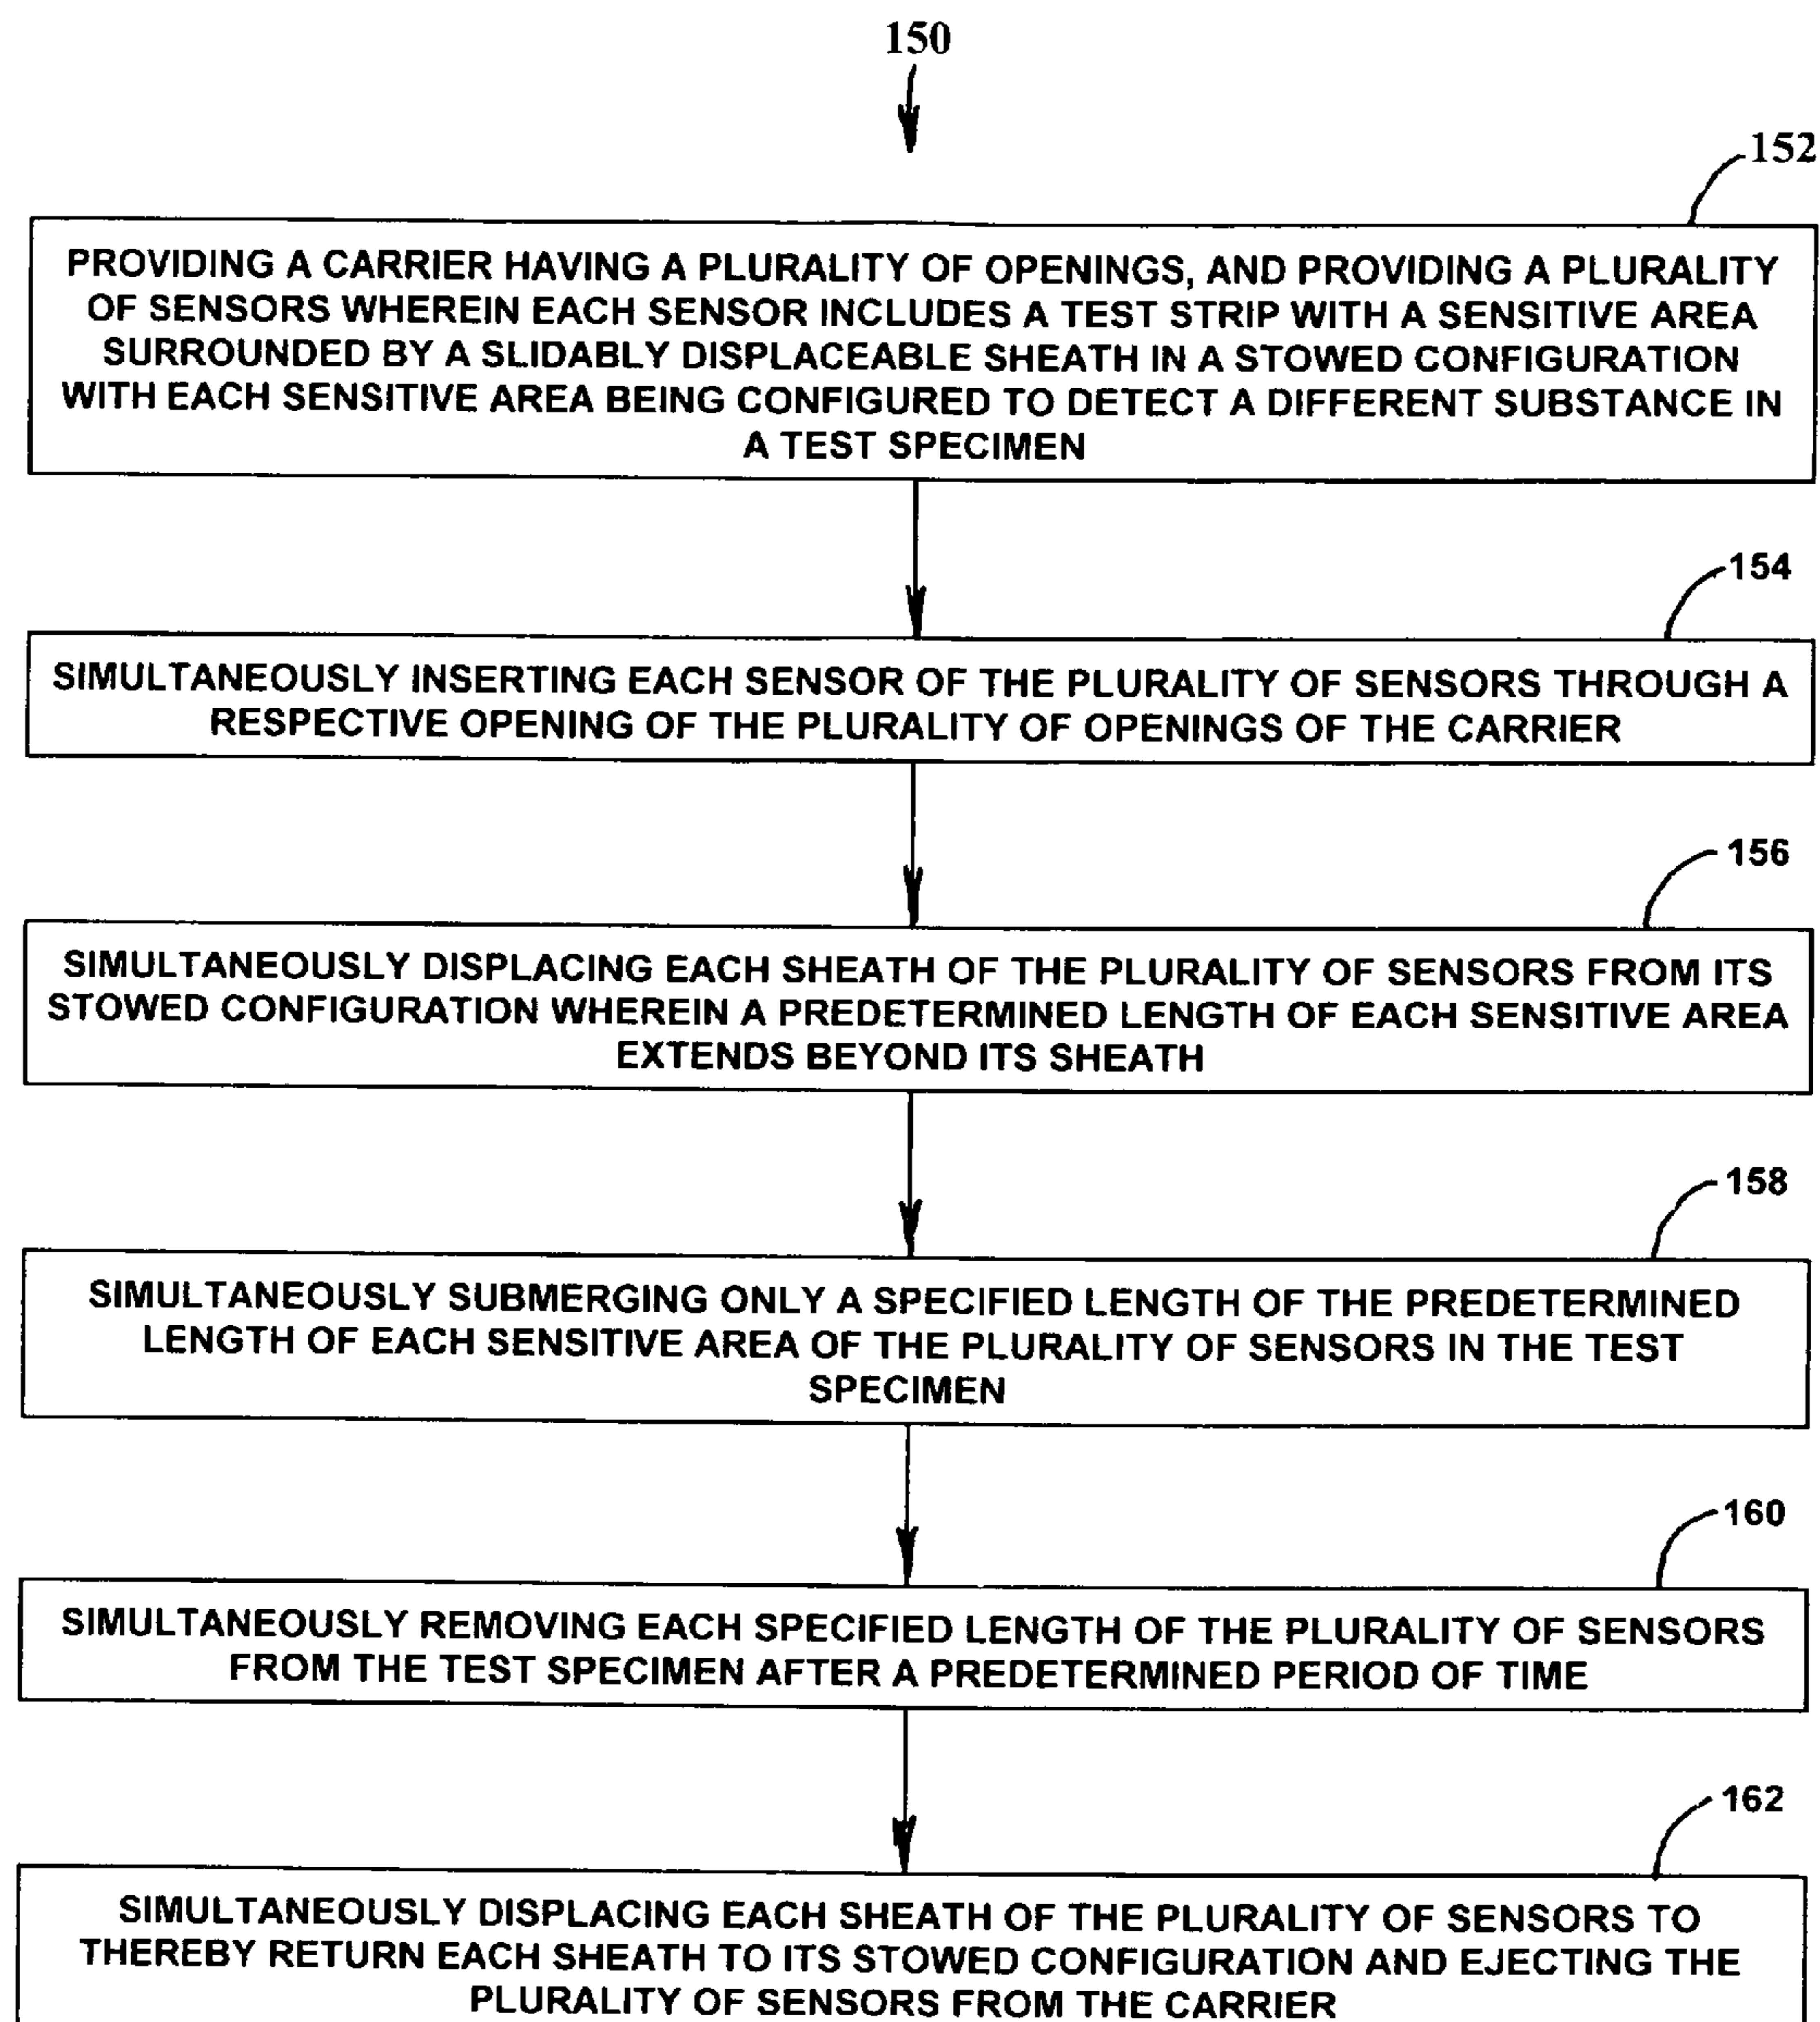 150
152
PROVIDING A CARRIER HAVING A PLURALITY OF OPENINGS, AND PROVIDING A PLURALITY
OF SENSORS WHEREIN EACH SENSOR INCLUDES A TEST STRIP WITH A SENSITIVE AREA
SURROUNDED BY A SLIDABLY DISPLACEABLE SHEATH IN A STOWED CONFIGURATION
WITH EACH SENSITIVE AREA BEING CONFIGURED TO DETECT A DIFFERENT SUBSTANCE IN
A TEST SPECIMEN
154
SIMULTANEOUSLY INSERTING EACH SENSOR OF THE PLURALITY OF SENSORS THROUGH A
RESPECTIVE OPENING OF THE PLURALITY OF OPENINGS OF THE CARRIER
156
SIMULTANEOUSLY DISPLACING EACH SHEATH OF THE PLURALITY OF SENSORS FROM ITS
STOWED CONFIGURATION WHEREIN A PREDETERMINED LENGTH OF EACH SENSITIVE AREA
EXTENDS BEYOND ITS SHEATH
158
SIMULTANEOUSLY SUBMERGING ONLY A SPECIFIED LENGTH OF THE PREDETERMINED
LENGTH OF EACH SENSITIVE AREA OF THE PLURALITY OF SENSORS IN THE TEST
SPECIMEN
160
SIMULTANEOUSLY REMOVING EACH SPECIFIED LENGTH OF THE PLURALITY OF SENSORS
FROM THE TEST SPECIMEN AFTER A PREDETERMINED PERIOD OF TIME
162
SIMULTANEOUSLY DISPLACING EACH SHEATH OF THE PLURALITY OF SENSORS TO
THEREBY RETURN EACH SHEATH TO ITS STOWED CONFIGURATION AND EJECTING THE
PLURALITY OF SENSORS FROM THE CARRIER